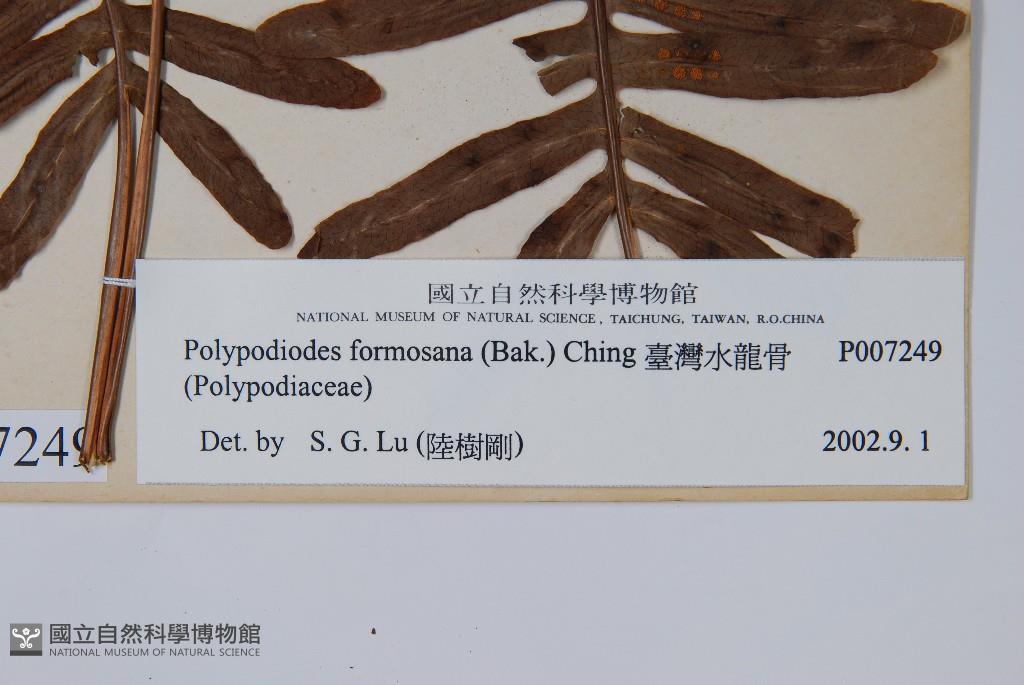 國立自然科學博物館
NATIONAL MUSEUM OF NATURAL SCIENCE, TAICHUNG, TAIWAN, R.O.CHINA
Polypodiodes formosana (Bak.) Ching 臺灣水龍骨 P007249
(Polypodiaceae)
Det. by S. G. Lu (陸樹剛) 2002.9. 1
7249
國立自然科學博物館
NATIONAL MUSEUM OF NATURAL SCIENCE